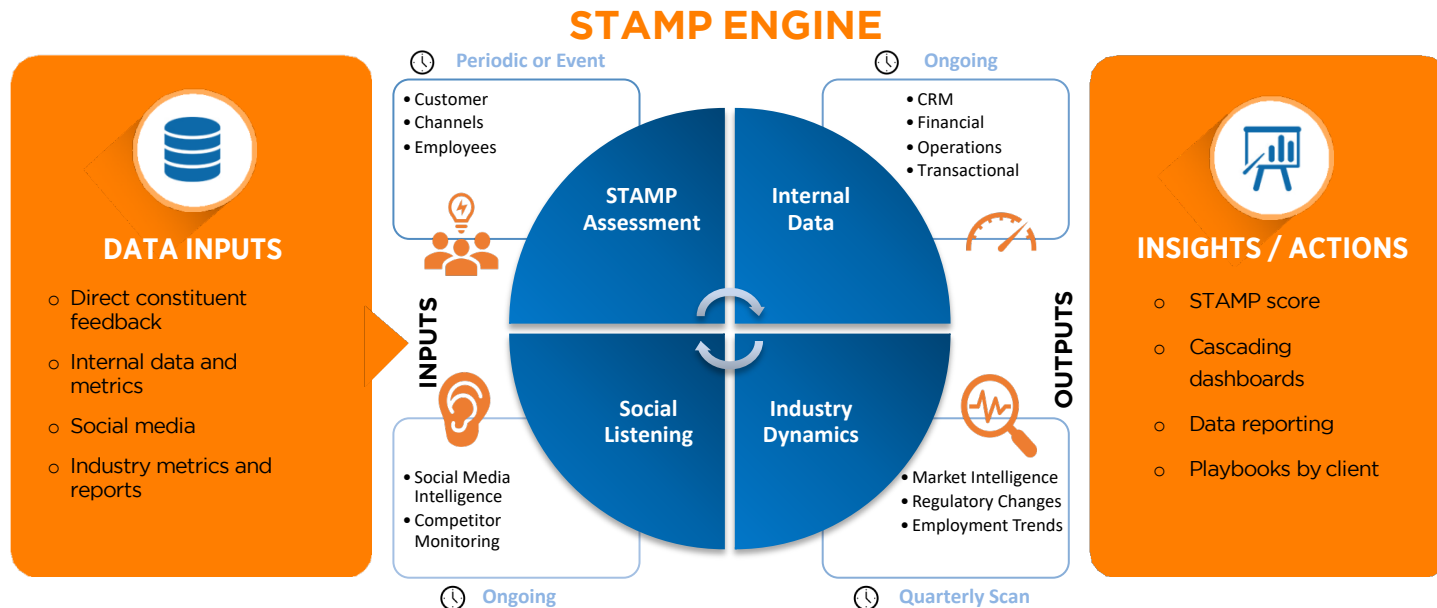 STAMP ENGINE
DATA INPUTS
o Direct constituent
feedback
o Internal data and
metrics
o Social media
o Industry metrics and
reports
Periodic or Event
• Customer
• Channels
• Employees
INPUTS
STAMP
Assessment
Internal
Data
Social
Listening
Industry
Dynamics
Ongoing
• CRM
• Financial
• Operations
• Transactional
• Social Media
Intelligence
• Competitor
Monitoring
Ongoing
• Market Intelligence
• Regulatory Changes
• Employment Trends
Quarterly Scan
OUTPUTS
INSIGHTS / ACTIONS
o STAMP score
o Cascading
dashboards
o Data reporting
o Playbooks by client